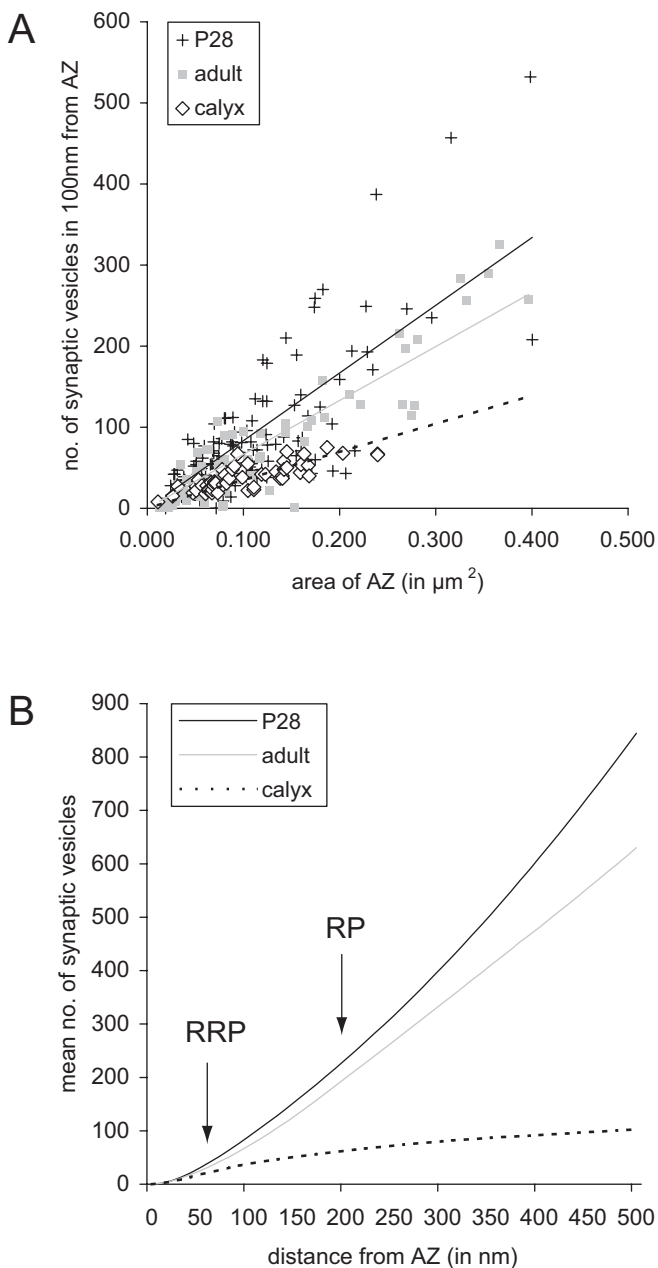 A
600
500
400
300
200
100
0
no. of synaptic vesicles in 100nm from AZ
P28
adult
calyx
0.000 0.100 0.200 0.300 0.400 0.500
area of AZ (in µm²)
B
900
800
700
600
500
400
300
200
100
0
mean no. of synaptic vesicles
P28
adult
calyx
RP
RRP
0 50 100 150 200 250 300 350 400 450 500
distance from AZ (in nm)